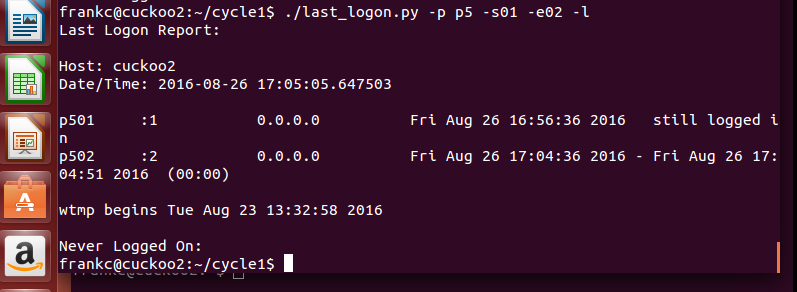 frankc@cuckoo2:~/cycle1$ ./last_logon.py -p p5 -s01 -e02 -l
Last Logon Report:
Host: cuckoo2
Date/Time: 2016-08-26 17:05:05.647503
p501     :1           0.0.0.0          Fri Aug 26 16:56:36 2016   still logged i
n
p502     :2           0.0.0.0          Fri Aug 26 17:04:36 2016 - Fri Aug 26 17:
04:51 2016  (00:00)
wtmp begins Tue Aug 23 13:32:58 2016
Never Logged On:
frankc@cuckoo2:~/cycle1$